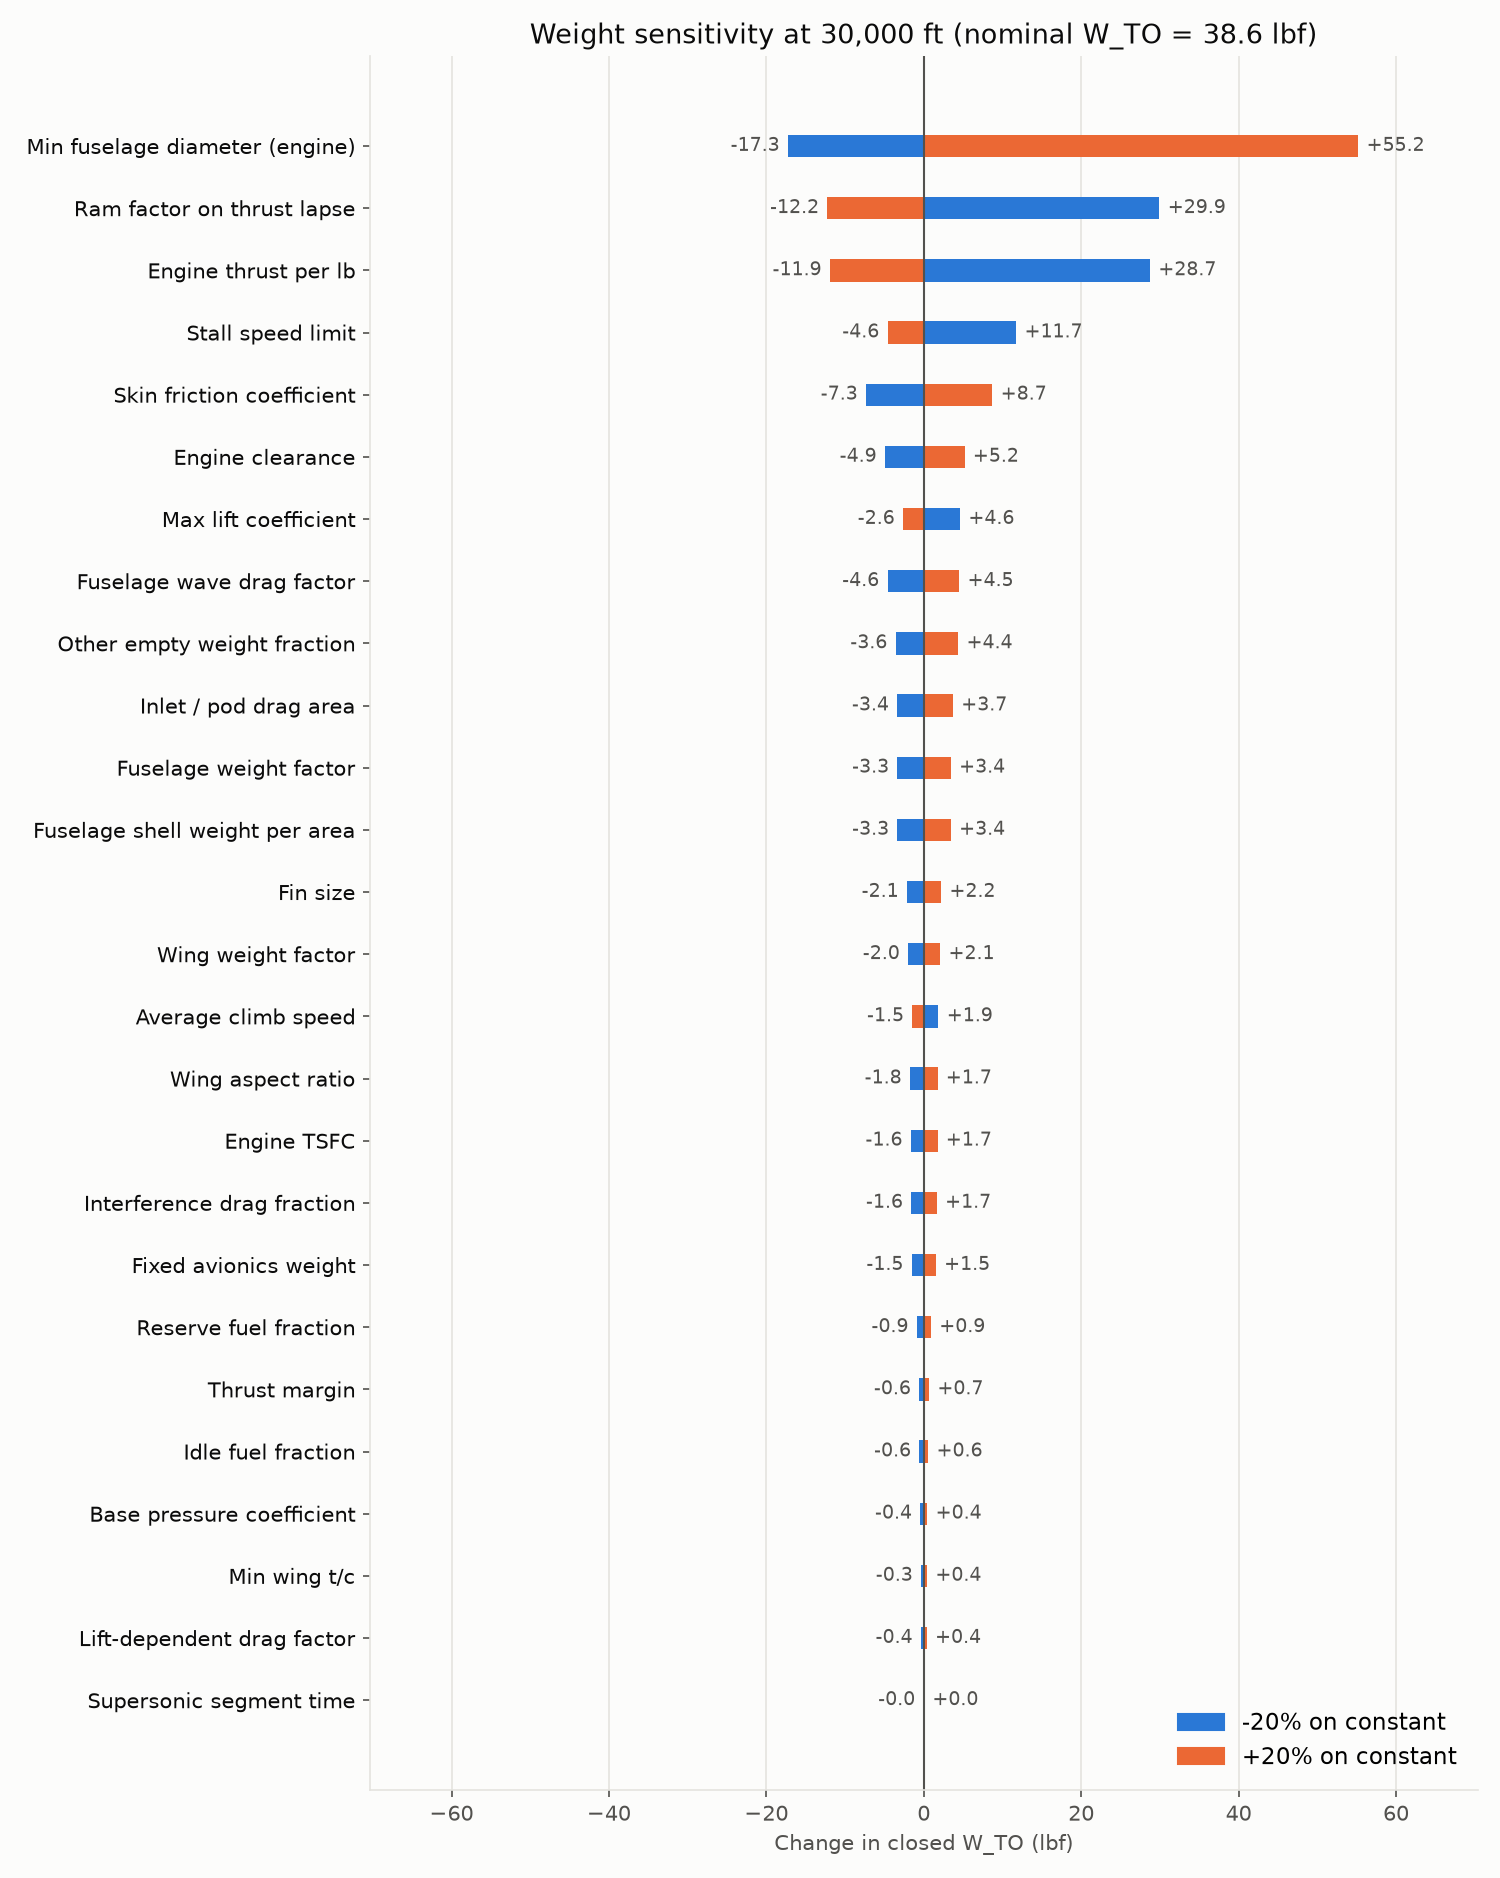 Weight sensitivity at 30,000 ft (nominal W_TO = 38.6 lbf)
Min fuselage diameter (engine) -17.3 +55.2
Ram factor on thrust lapse -12.2 +29.9
Engine thrust per lb -11.9 +28.7
Stall speed limit -4.6 +11.7
Skin friction coefficient -7.3 +8.7
Engine clearance -4.9 +5.2
Max lift coefficient -2.6 +4.6
Fuselage wave drag factor -4.6 +4.5
Other empty weight fraction -3.6 +4.4
Inlet / pod drag area -3.4 +3.7
Fuselage weight factor -3.3 +3.4
Fuselage shell weight per area -3.3 +3.4
Fin size -2.1 +2.2
Wing weight factor -2.0 +2.1
Average climb speed -1.5 +1.9
Wing aspect ratio -1.8 +1.7
Engine TSFC -1.6 +1.7
Interference drag fraction -1.6 +1.7
Fixed avionics weight -1.5 +1.5
Reserve fuel fraction -0.9 +0.9
Thrust margin -0.6 +0.7
Idle fuel fraction -0.6 +0.6
Base pressure coefficient -0.4 +0.4
Min wing t/c -0.3 +0.4
Lift-dependent drag factor -0.4 +0.4
Supersonic segment time -0.0 +0.0
-20% on constant
+20% on constant
−60 −40 −20 0 20 40 60
Change in closed W_TO (lbf)